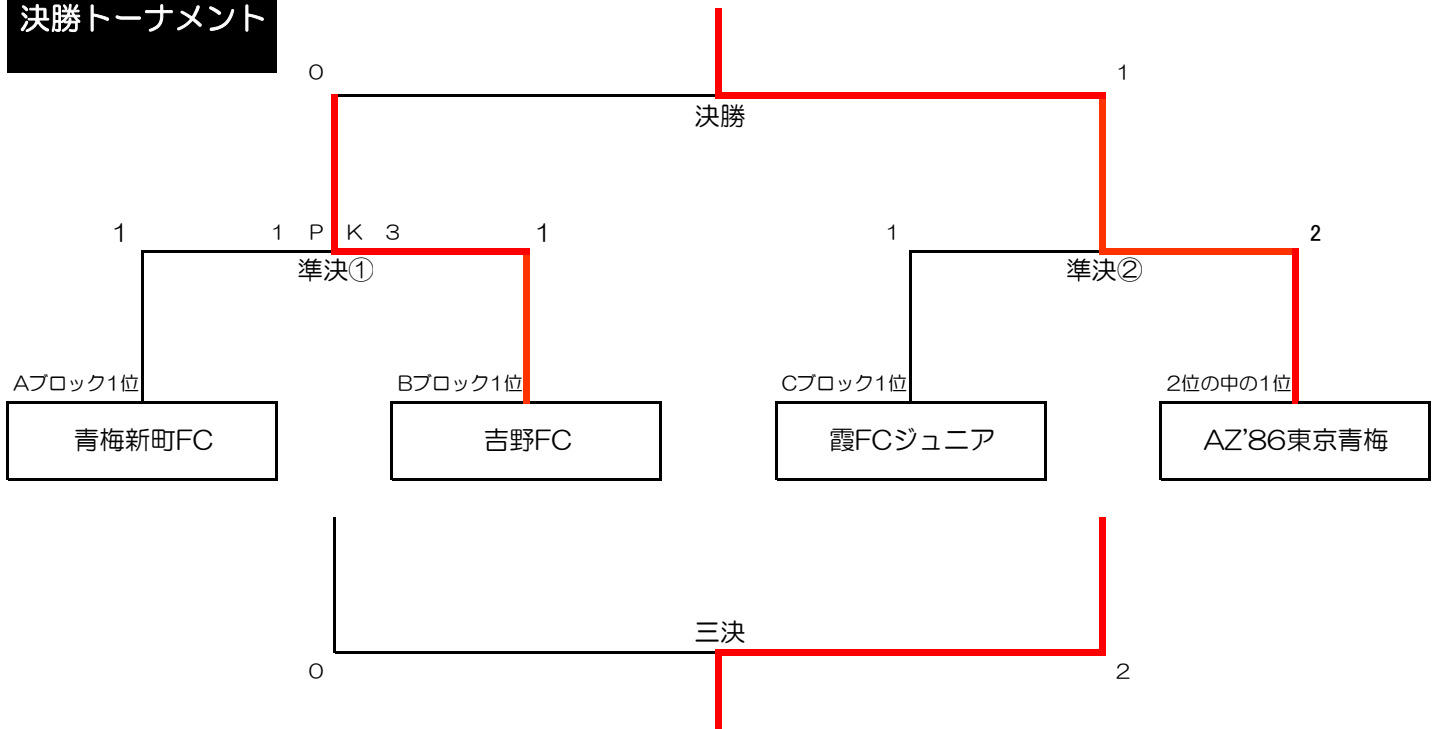 決勝トーナメント
0 1
決勝
1 1 P K 3 1 1 2
準決① 準決②
Aブロック1位 Bブロック1位 Cブロック1位 2位の中の1位
青梅新町FC 吉野FC 霞FCジュニア AZ'86東京青梅
三決
0 2